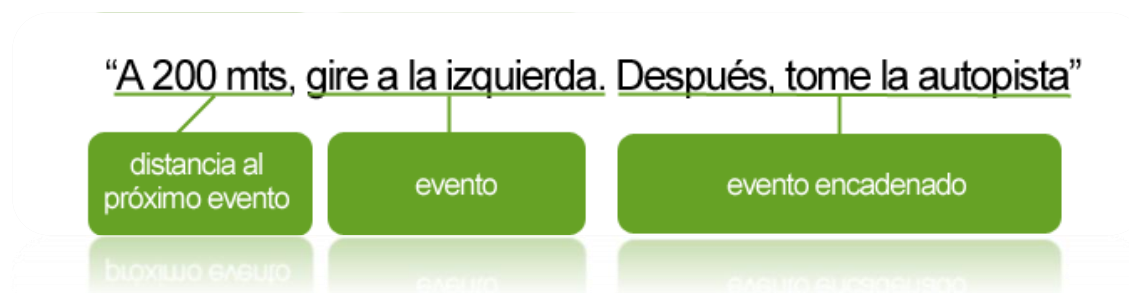 “A 200 mts, gire a la izquierda. Después, tome la autopista”
distancia al
próximo evento
evento
evento encadenado